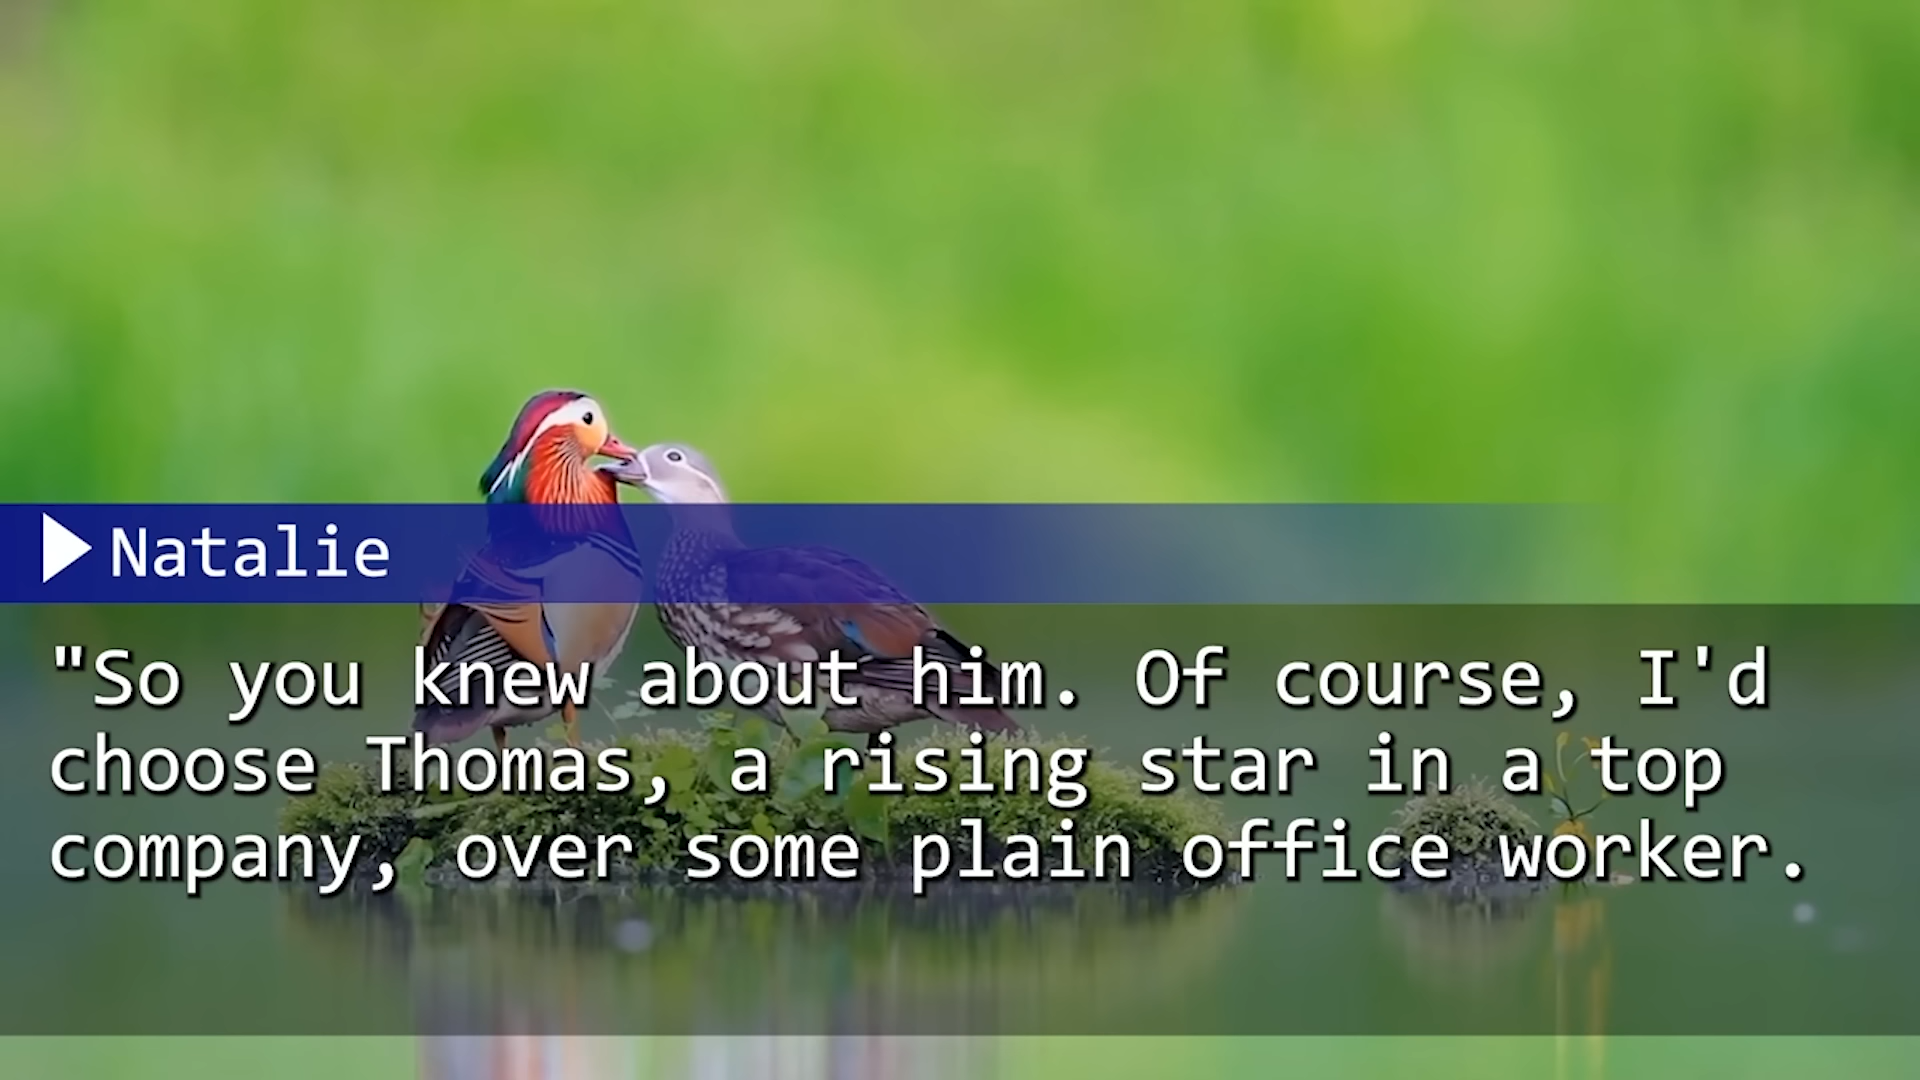 Natalie
"So you knew about him. Of course, I'd
choose Thomas, a rising star in a top
company, over some plain office worker.